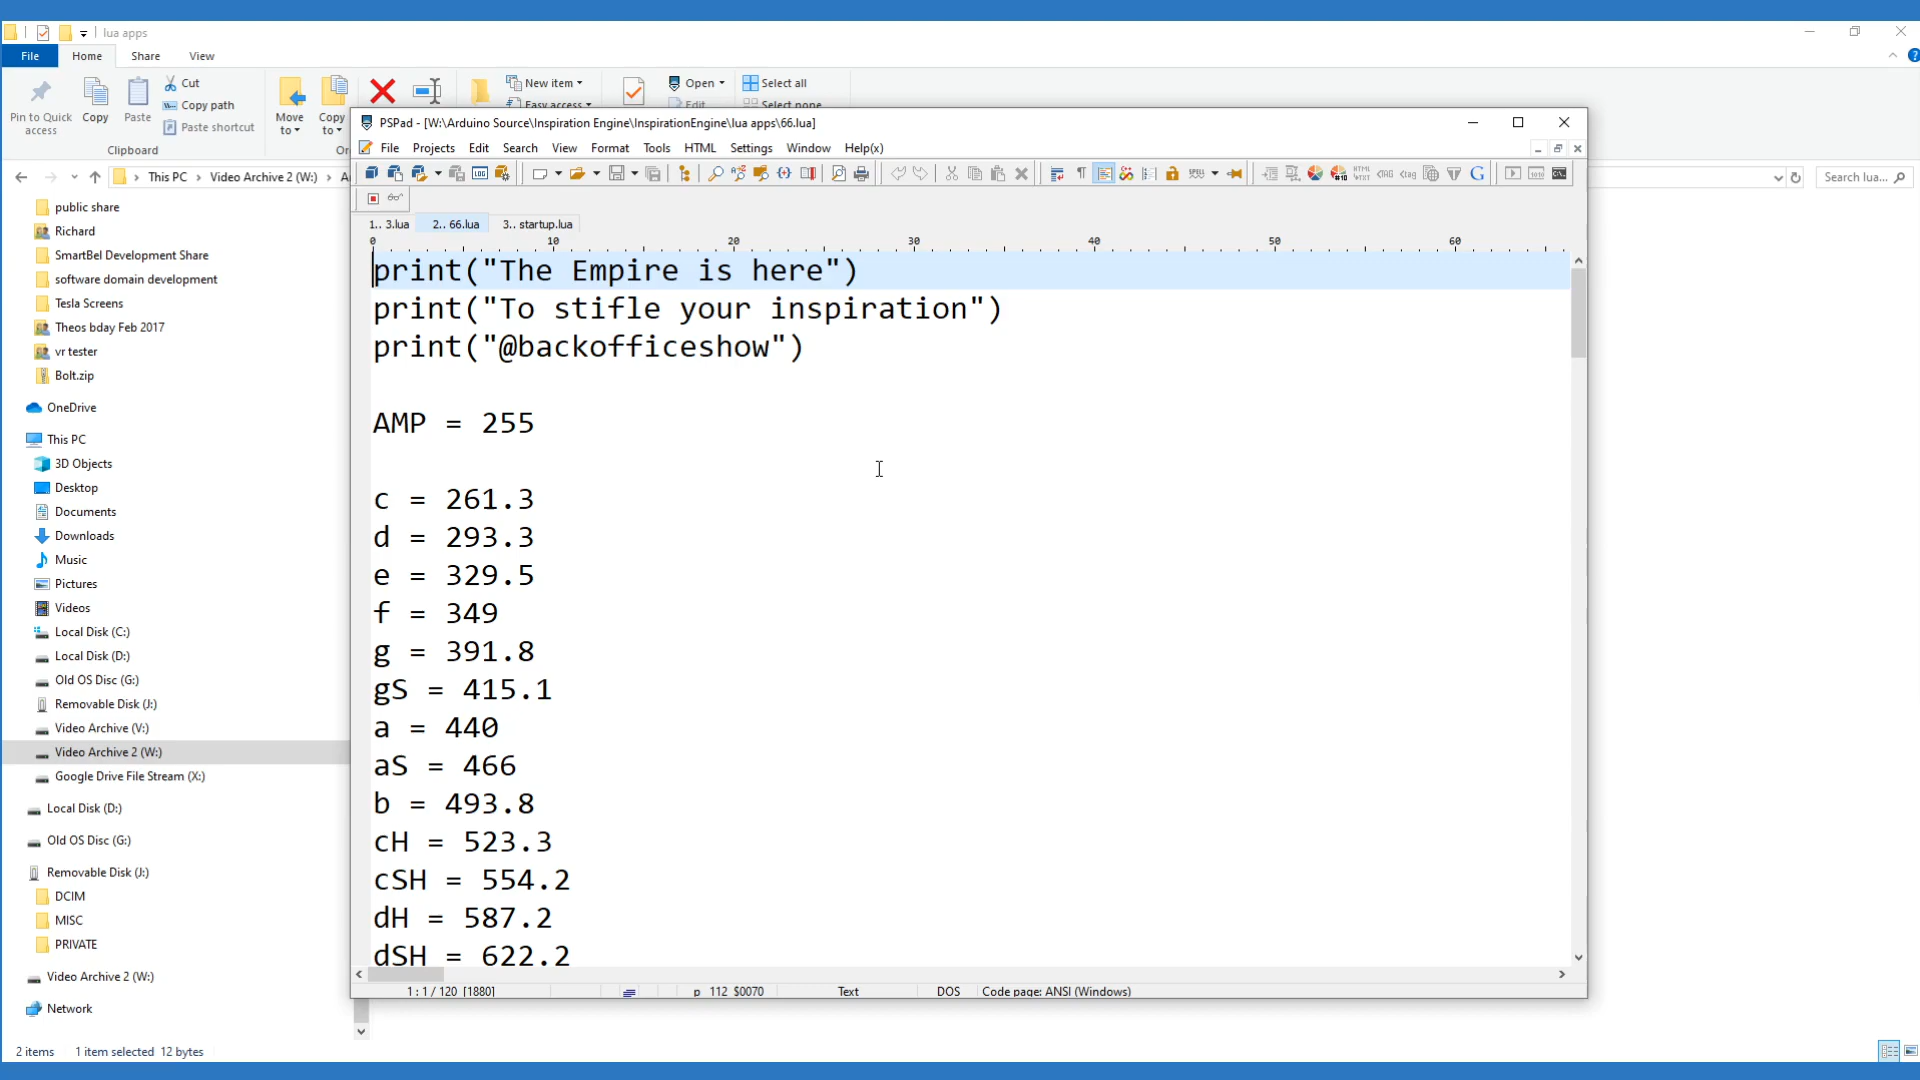 lua apps
File Home Share View
Pin to Quick access
Copy
Paste
Cut
Copy path
Paste shortcut
Clipboard
Move to
Copy to
New item
Easy access
Open
Edit
Select all
Select none
This PC > Video Archive 2 (W:) >
Search lua...
public share
Richard
SmartBel Development Share
software domain development
Tesla Screens
Theos bday Feb 2017
vr tester
Bolt.zip
OneDrive
This PC
3D Objects
Desktop
Documents
Downloads
Music
Pictures
Videos
Local Disk (C:)
Local Disk (D:)
Old OS Disc (G:)
Removable Disk (J:)
Video Archive (V:)
Video Archive 2 (W:)
Google Drive File Stream (X:)
Local Disk (D:)
Old OS Disc (G:)
Removable Disk (J:)
DCIM
MISC
PRIVATE
Video Archive 2 (W:)
Network
2 items 1 item selected 12 bytes
PSPad - [W:\Arduino Source\Inspiration Engine\InspirationEngine\lua apps\66.lua]
File Projects Edit Search View Format Tools HTML Settings Window Help(x)
1.. 3.lua 2.. 66.lua 3.. startup.lua
0 10 20 30 40 50 60
print("The Empire is here")
print("To stifle your inspiration")
print("@backofficeshow")
AMP = 255
c = 261.3
d = 293.3
e = 329.5
f = 349
g = 391.8
gS = 415.1
a = 440
aS = 466
b = 493.8
cH = 523.3
cSH = 554.2
dH = 587.2
dSH = 622.2
1 : 1 / 120 [1880] p 112 $0070 Text DOS Code page: ANSI (Windows)